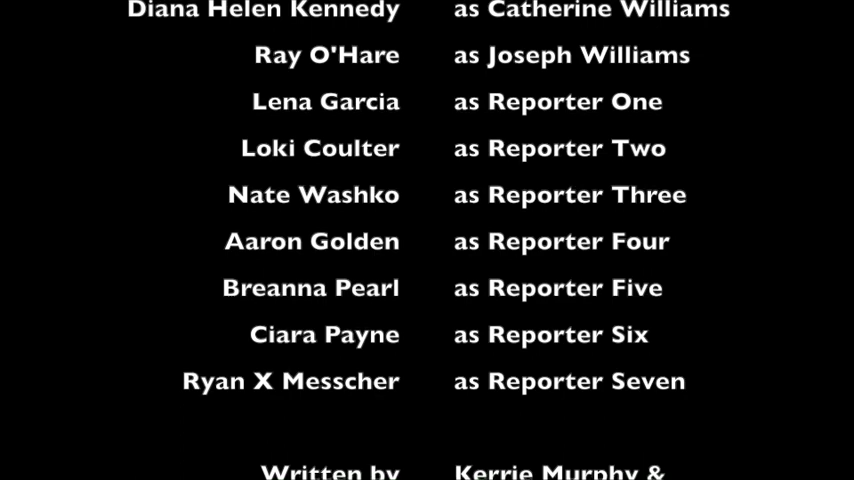 Diana Helen Kennedy as Catherine Williams
Ray O'Hare as Joseph Williams
Lena Garcia as Reporter One
Loki Coulter as Reporter Two
Nate Washko as Reporter Three
Aaron Golden as Reporter Four
Breanna Pearl as Reporter Five
Ciara Payne as Reporter Six
Ryan X Messcher as Reporter Seven
Written by Kerrie Murphy &